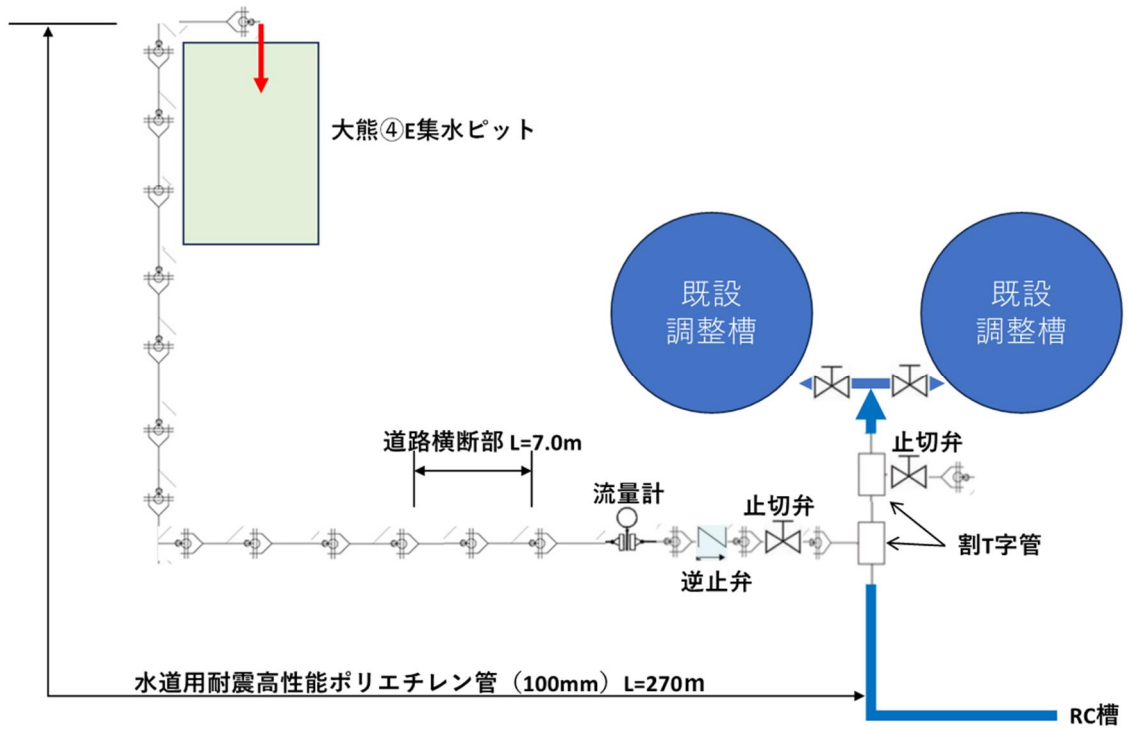 大熊④E集水ピット
既設
調整槽
既設
調整槽
道路横断部 L=7.0m
止切弁
流量計
止切弁
割T字管
逆止弁
水道用耐震高性能ポリエチレン管（100mm）L=270m
RC槽